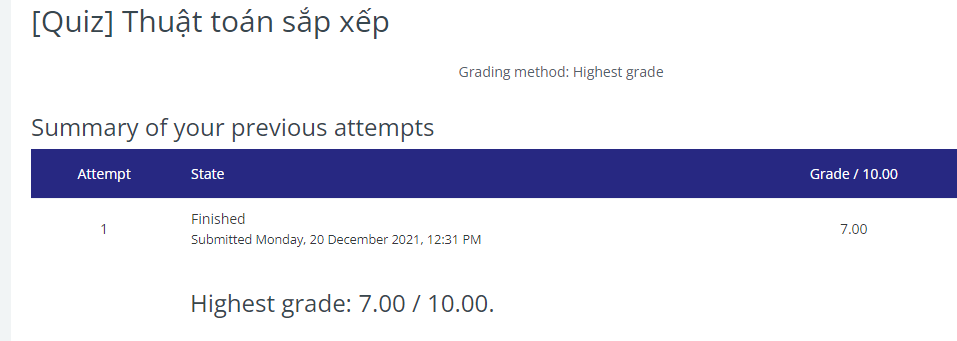 [Quiz] Thuật toán sắp xếp
Grading method: Highest grade
Summary of your previous attempts
Attempt State Grade / 10.00
Finished
1 7.00
Submitted Monday, 20 December 2021, 12:31 PM
Highest grade: 7.00 / 10.00.